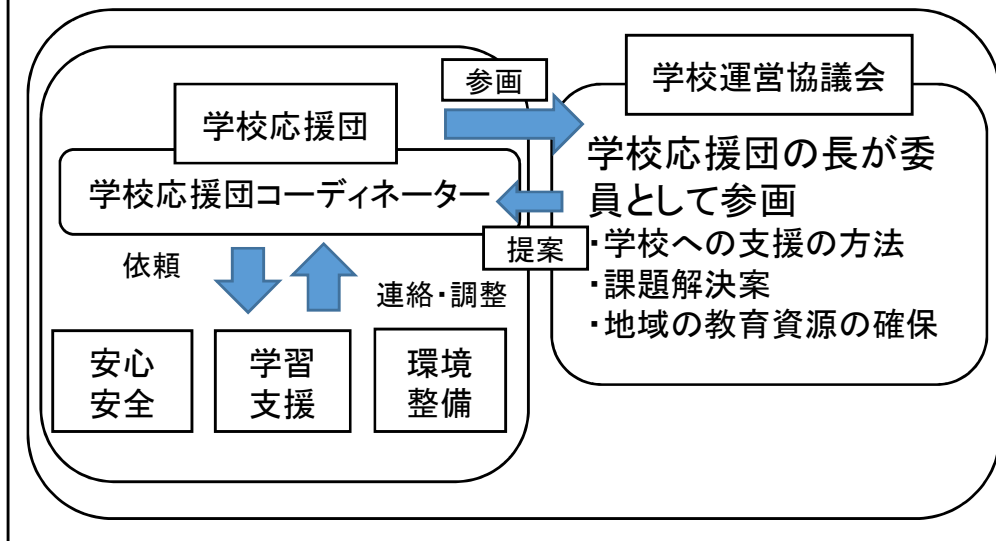 参画
学校運営協議会
学校応援団
学校応援団コーディネーター
学校応援団の長が委
員として参画
・学校への支援の方法
・課題解決案
・地域の教育資源の確保
提案
依頼
連絡・調整
安心
安全
学習
支援
環境
整備